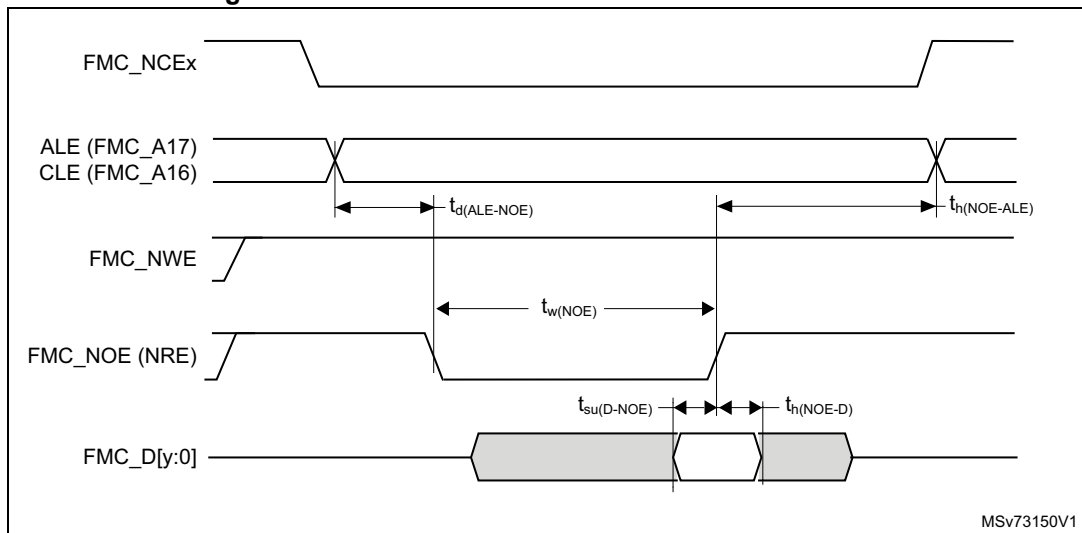 FMC_NCEx
ALE (FMC_A17)
CLE (FMC_A16)
td(ALE-NOE)
th(NOE-ALE)
FMC_NWE
tw(NOE)
FMC_NOE (NRE)
tsu(D-NOE)
th(NOE-D)
FMC_D[y:0]
MSv73150V1